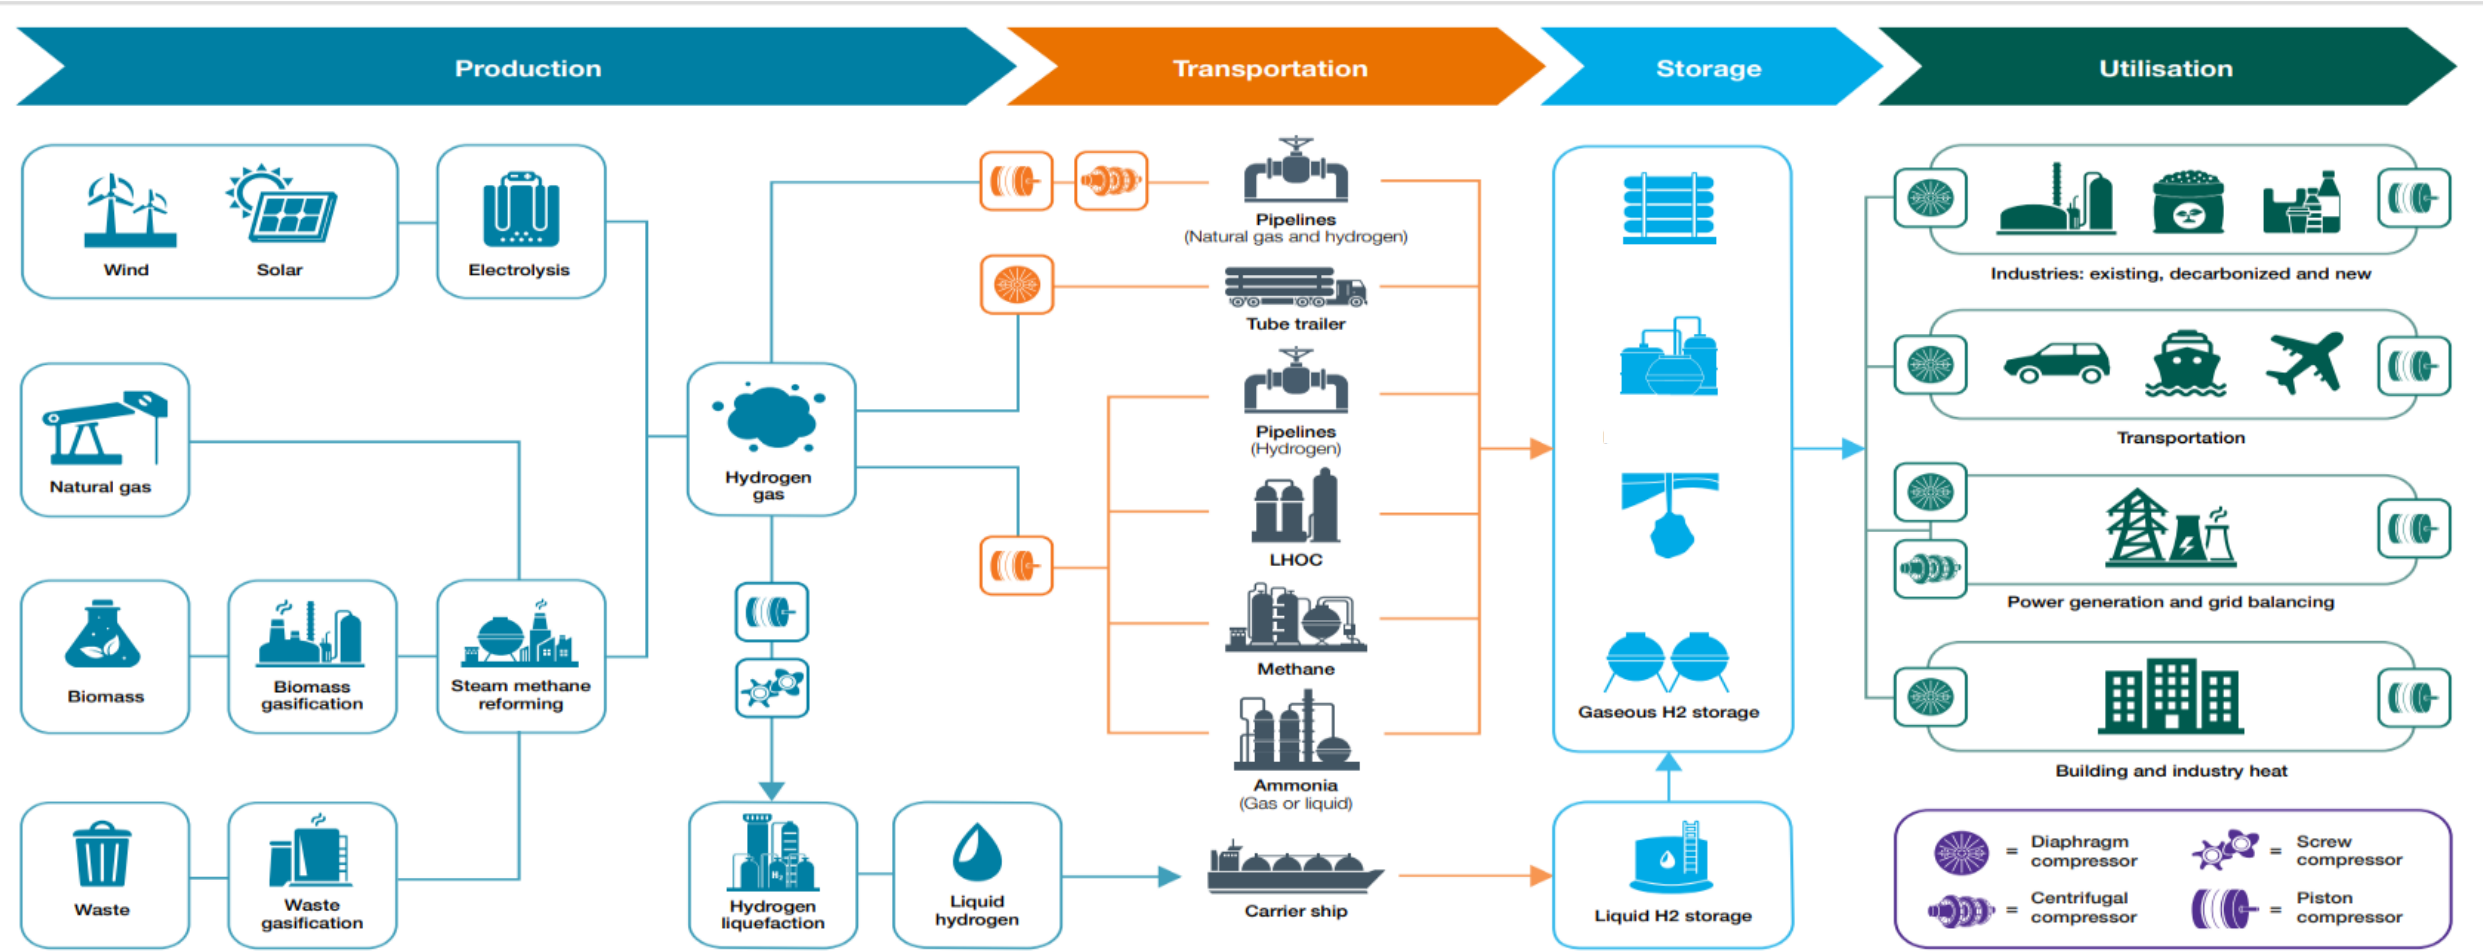 Production
Transportation
Storage
Utilisation
Wind
Solar
Electrolysis
Natural gas
Biomass
Biomass
gasification
Steam methane
reforming
Waste
Waste
gasification
Hydrogen
gas
Hydrogen
liquefaction
H2
Liquid
hydrogen
Pipelines
(Natural gas and hydrogen)
Tube trailer
Pipelines
(Hydrogen)
LHOC
Methane
Ammonia
(Gas or liquid)
Carrier ship
Gaseous H2 storage
Liquid H2 storage
Industries: existing, decarbonized and new
Transportation
Power generation and grid balancing
Building and industry heat
= Diaphragm
compressor
= Screw
compressor
= Centrifugal
compressor
= Piston
compressor